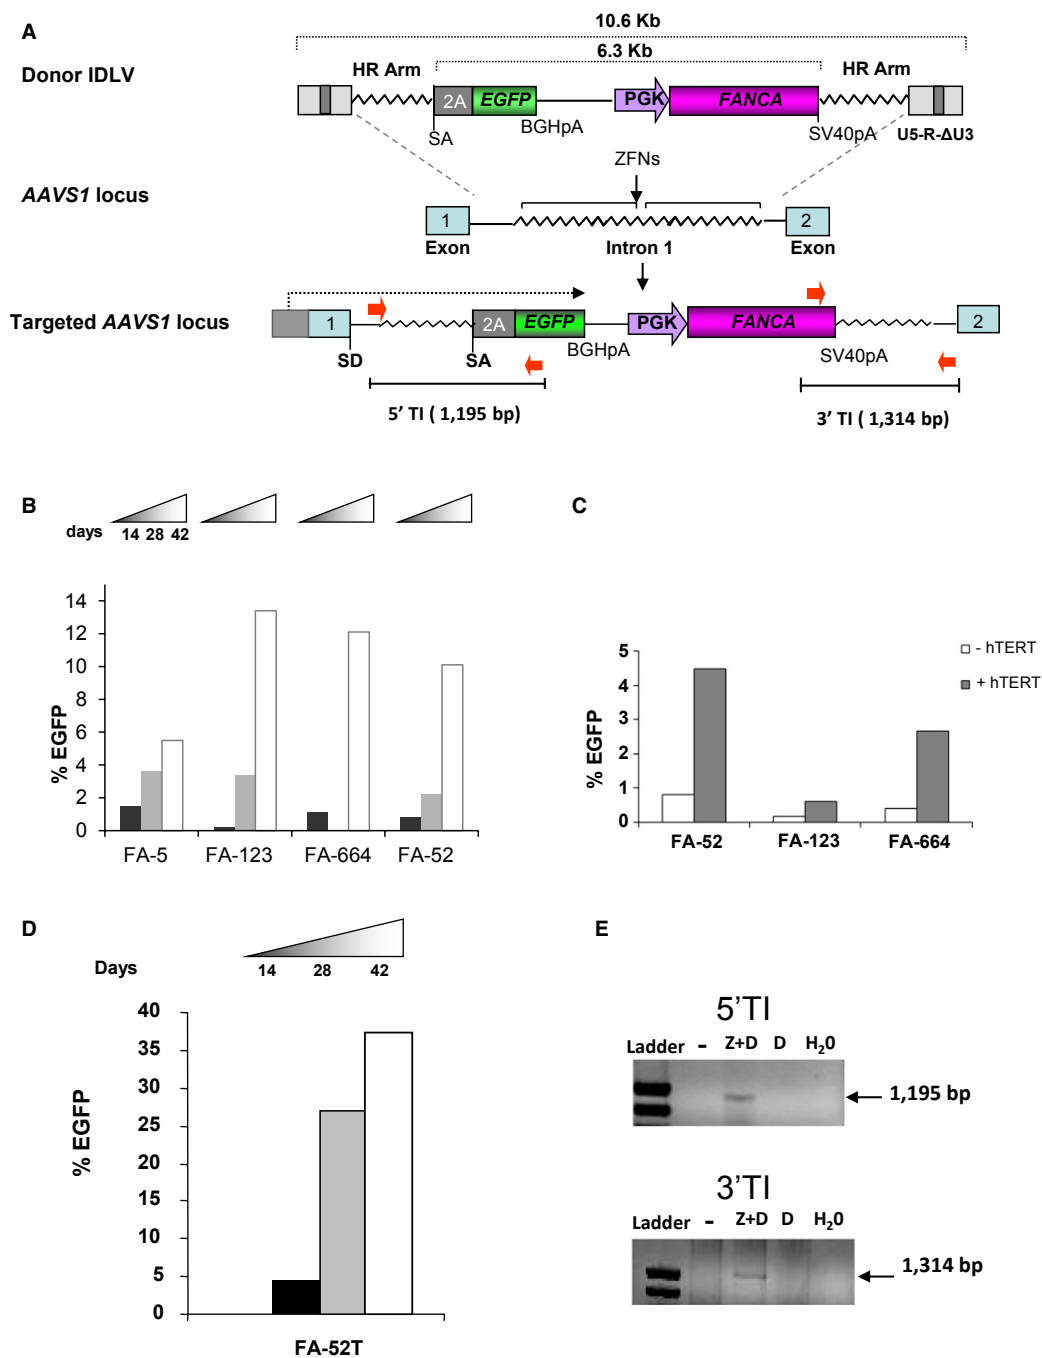 A
10.6 Kb
6.3 Kb
Donor IDLV
HR Arm
HR Arm
2A
EGFP
PGK
FANCA
SA
BGHpA
SV40pA
U5-R-ΔU3
ZFNs
AAVS1 locus
1
2
Exon
Intron 1
Exon
Targeted AAVS1 locus
1
2A
EGFP
PGK
FANCA
2
SD
SA
BGHpA
SV40pA
5' TI ( 1,195 bp)
3' TI ( 1,314 bp)
B
days
14 28 42
% EGFP
14
12
10
8
6
4
2
0
FA-5
FA-123
FA-664
FA-52
C
% EGFP
5
4
3
2
1
0
- hTERT
+ hTERT
FA-52
FA-123
FA-664
D
Days
14 28 42
% EGFP
40
35
30
25
20
15
10
5
0
FA-52T
E
5'TI
Ladder - Z+D D H₂0
1,195 bp
3'TI
Ladder - Z+D D H₂0
1,314 bp